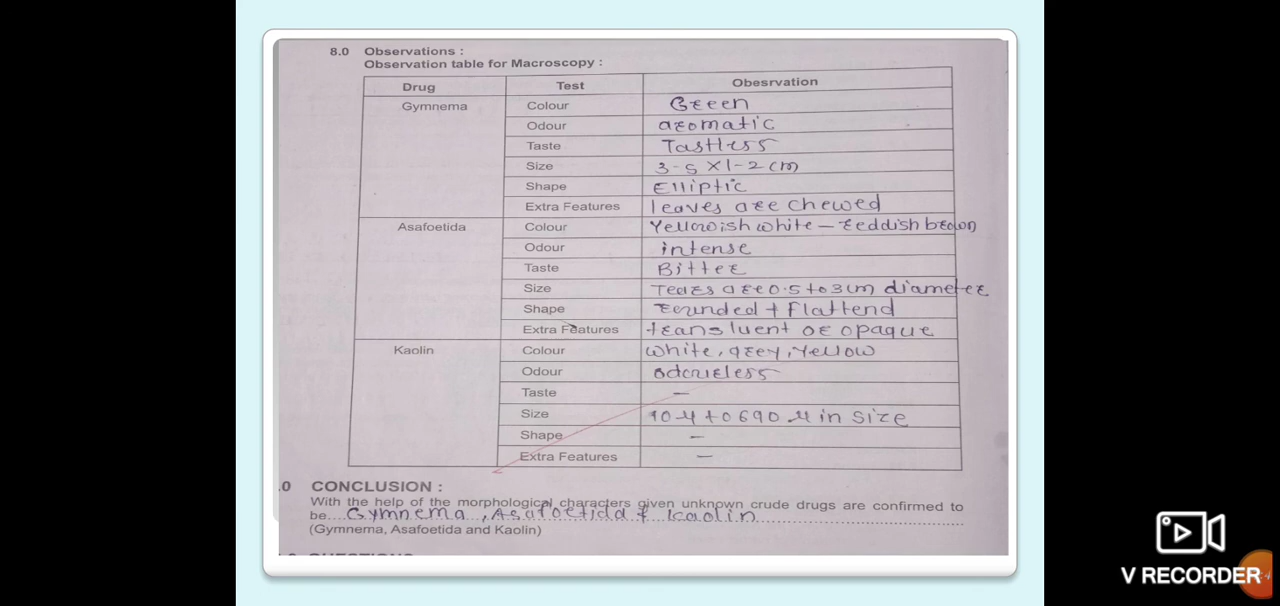 8.0 Observations :
Observation table for Macroscopy :
Drug Test Obesrvation
Gymnema Colour Green
Odour aromatic
Taste Tastless
Size 3-5 X 1-2 cm
Shape Elliptic
Extra Features leaves are chewed
Asafoetida Colour Yellowish white - reddish brown
Odour intense
Taste Bitter
Size Tears are 0.5 to 3 cm diameter
Shape rounded + flattend
Extra Features or opaque
Kaolin Colour white, grey, Yellow
Odour
Taste -
Size to 690 μ in size
Shape -
Extra Features -
.0 CONCLUSION :
With the help of the morphological characters given unknown crude drugs are confirmed to
be.... Gymnema, Asafoetida & kaolin
(Gymnema, Asafoetida and Kaolin)
V RECORDER